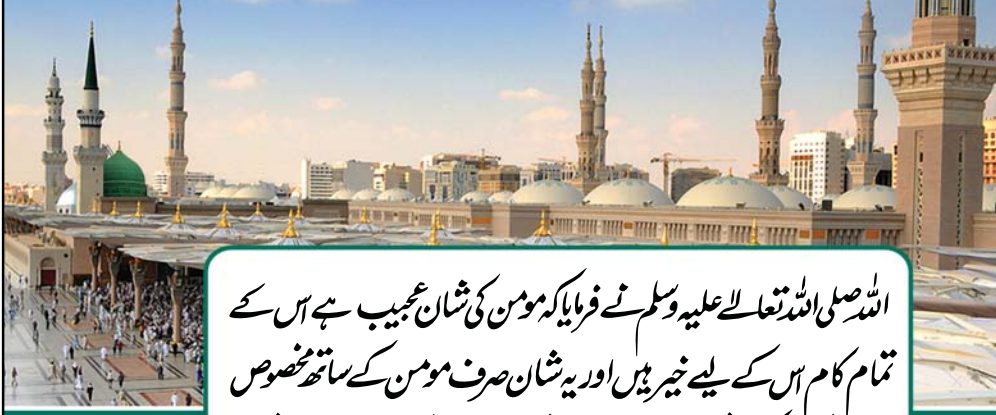 اللہ صلی اللہ تعالےٰ علیہ وسلم نے فرمایا کہ مومن کی شان عجیب ہے اس کے
تمام کام اس کے لیے خیر ہیں اور یہ شان صرف مومن کے ساتھ مخصوص